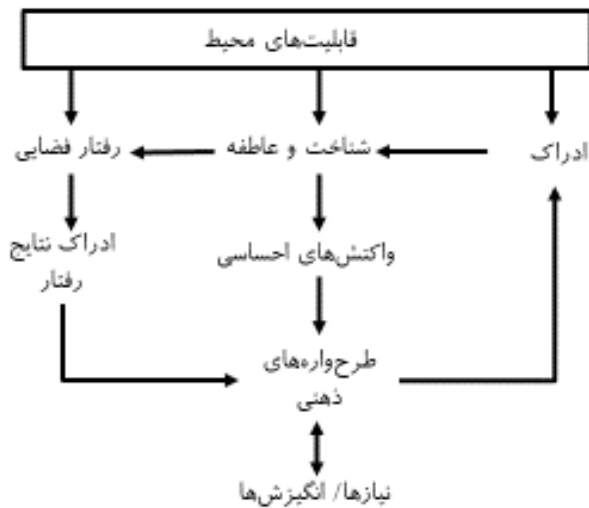 قابلیت‌های محیط
ادراک
شناخت و عاطفه
رفتار فضایی
واکنش‌های احساسی
ادراک نتایج
رفتار
طرح‌واره‌های
ذهنی
نیازها/ انگیزش‌ها